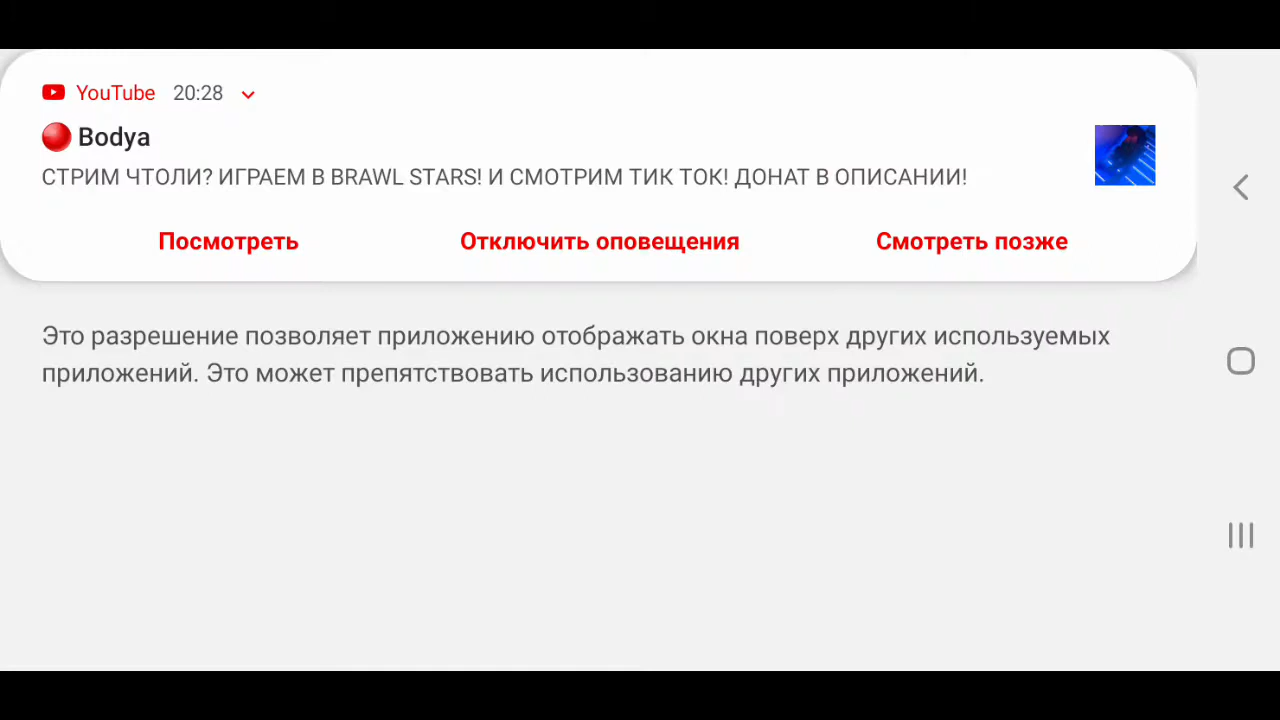 YouTube 20:28
Bodya
СТРИМ ЧТОЛИ? ИГРАЕМ В BRAWL STARS! И СМОТРИМ ТИК ТОК! ДОНАТ В ОПИСАНИИ!
Посмотреть Отключить оповещения Смотреть позже
Это разрешение позволяет приложению отображать окна поверх других используемых
приложений. Это может препятствовать использованию других приложений.